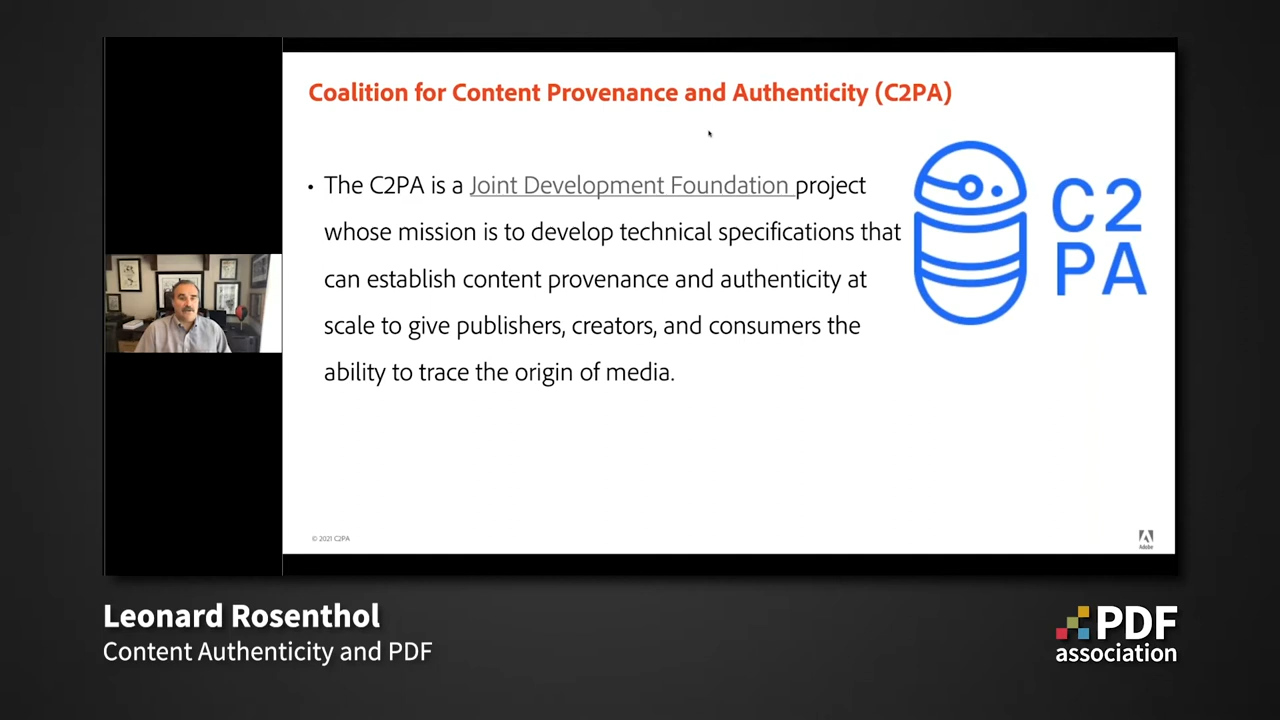 Coalition for Content Provenance and Authenticity (C2PA)
• The C2PA is a Joint Development Foundation project
whose mission is to develop technical specifications that
can establish content provenance and authenticity at
scale to give publishers, creators, and consumers the
ability to trace the origin of media.
C2
PA
© 2021 C2PA
Adobe
Leonard Rosenthol
Content Authenticity and PDF
PDF
association